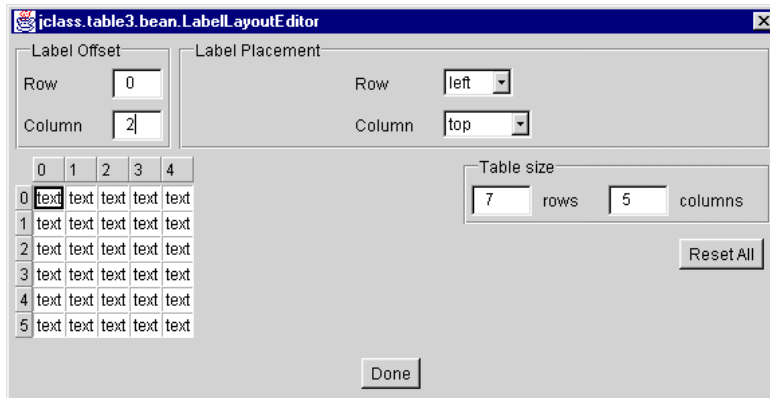 jclass.table3.bean.LabelLayoutEditor
Label Offset
Row 0
Column 2
Label Placement
Row left
Column top
0 1 2 3 4
0 text text text text text
1 text text text text text
2 text text text text text
3 text text text text text
4 text text text text text
5 text text text text text
Table size
7 rows 5 columns
Reset All
Done